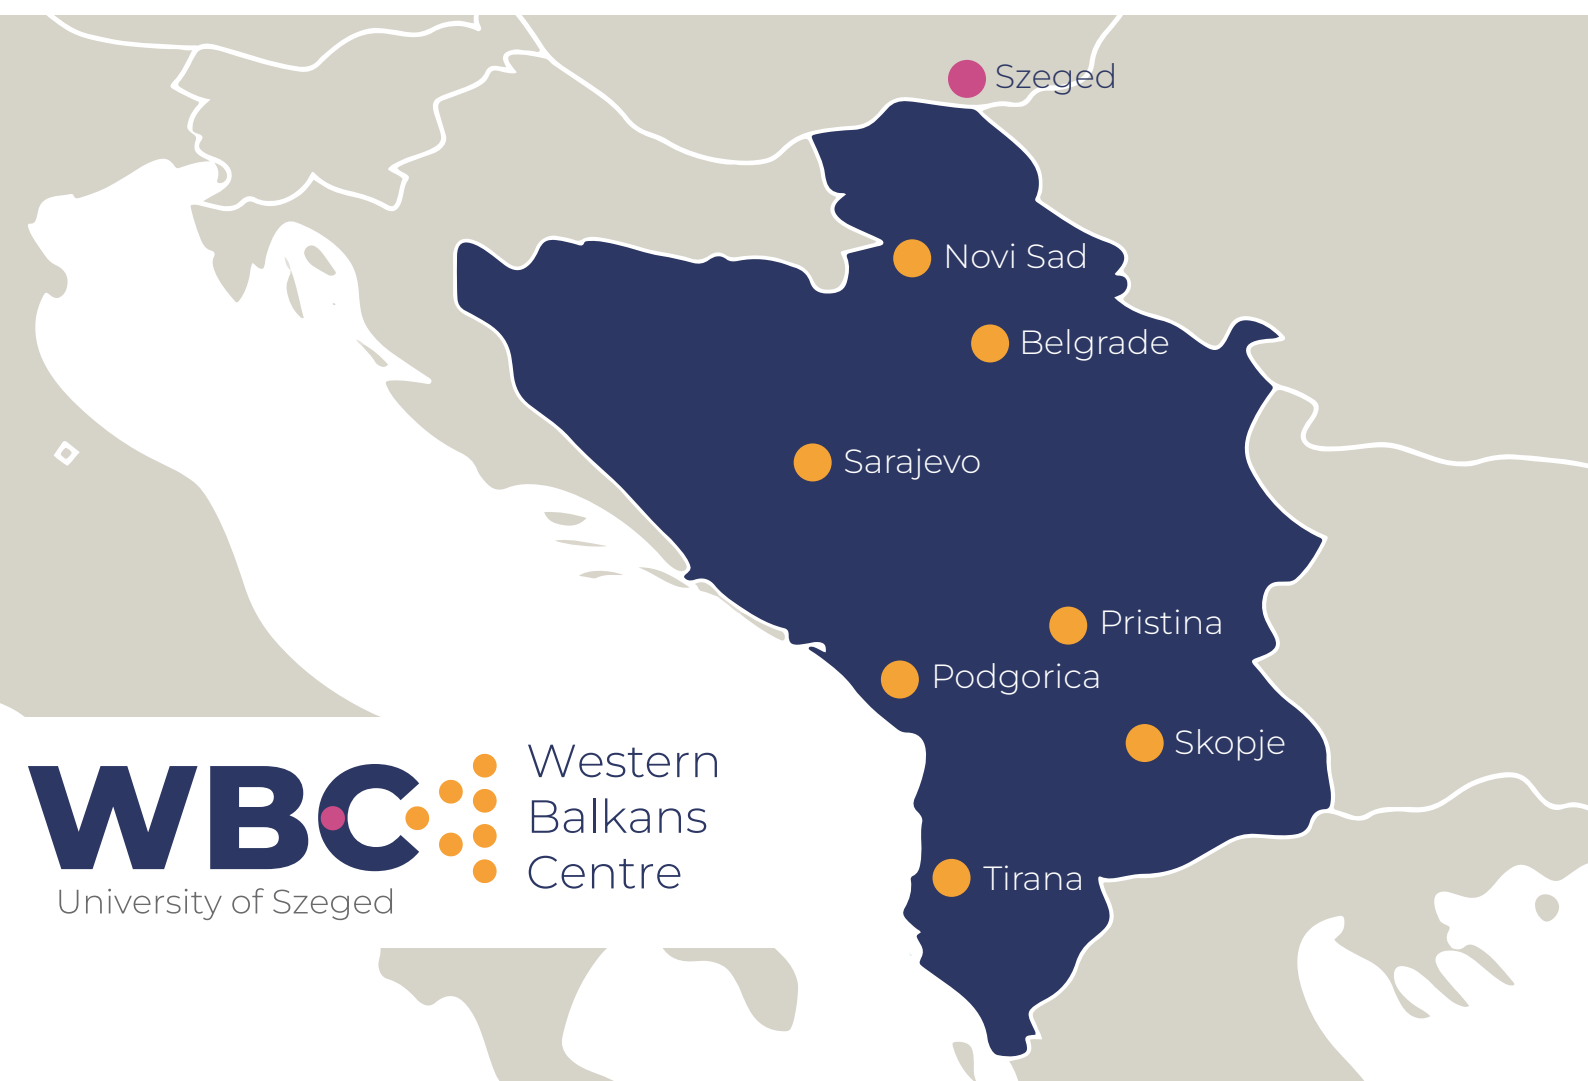 Szeged
Novi Sad
Belgrade
Sarajevo
Pristina
Podgorica
Skopje
Tirana
WBC
University of Szeged
Western
Balkans
Centre